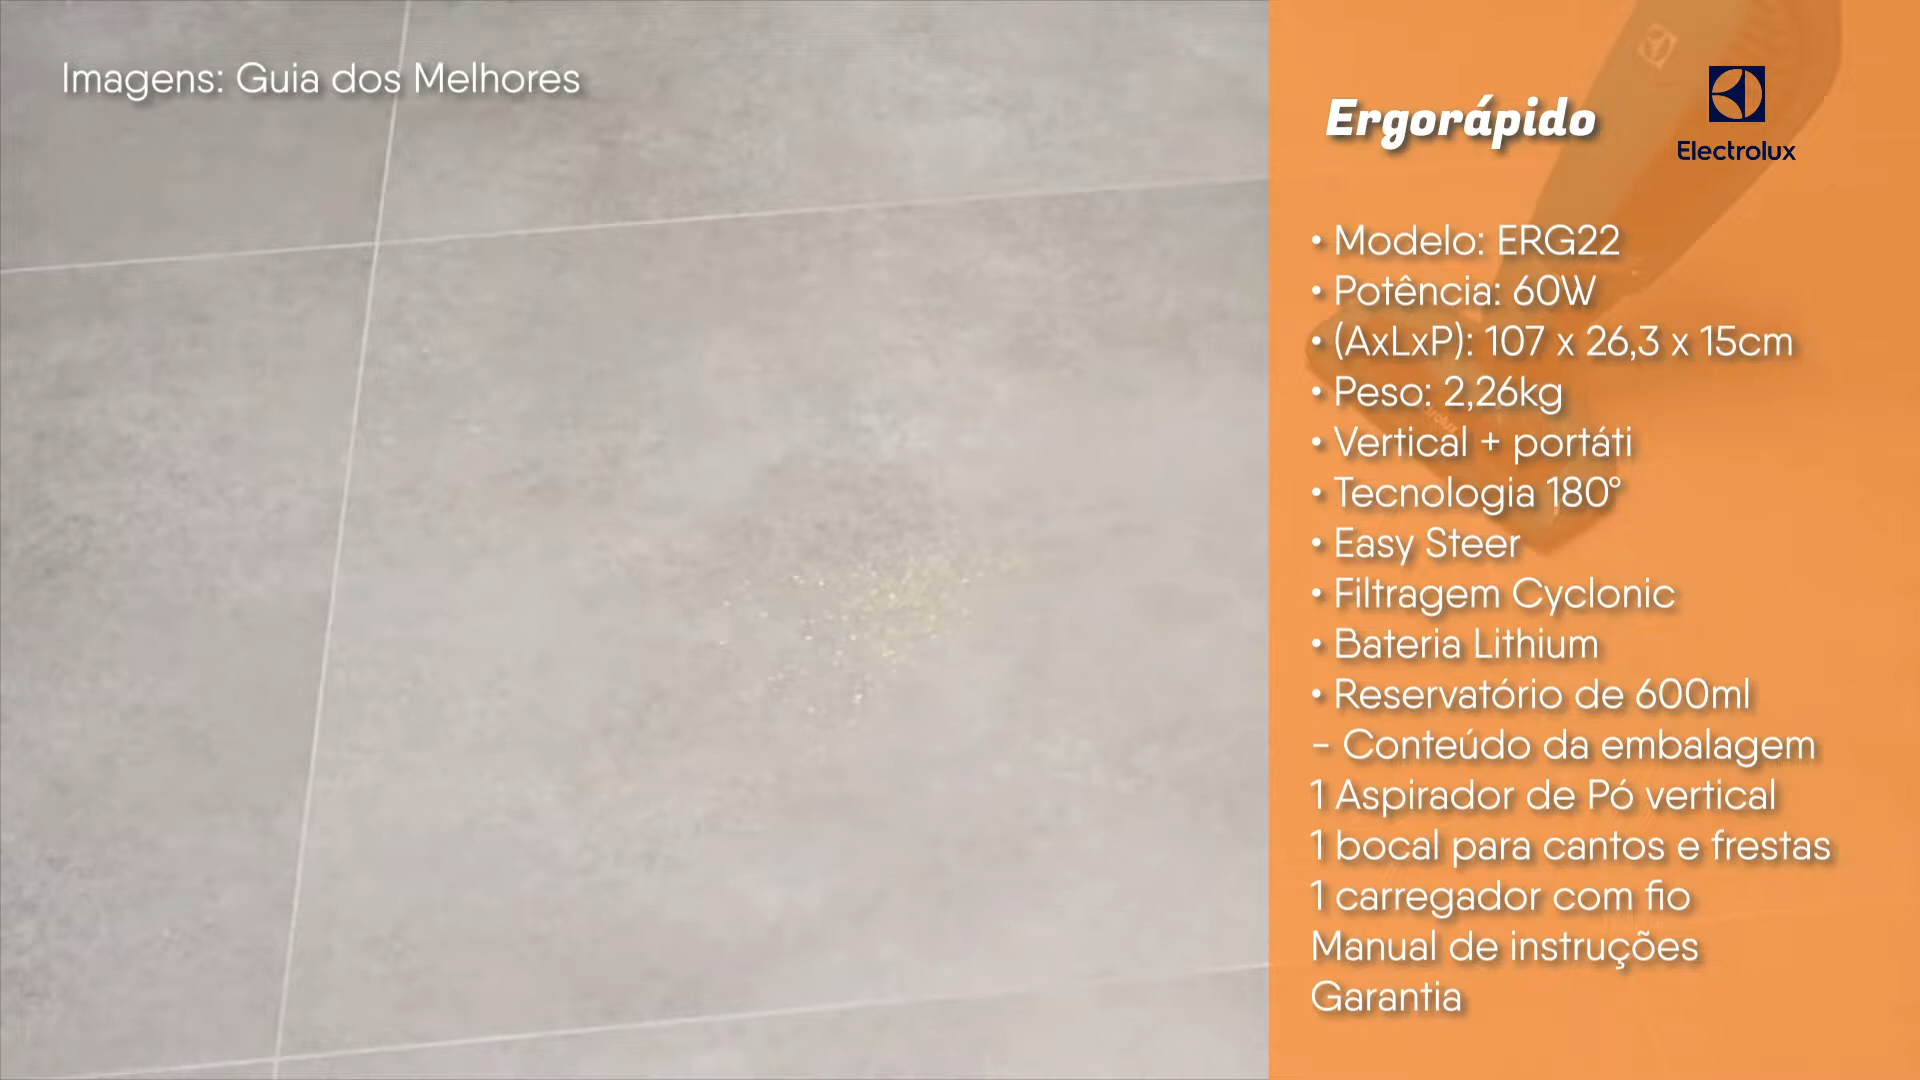 Imagens: Guia dos Melhores
Ergorápido
Electrolux
• Modelo: ERG22
• Potência: 60W
• (AxLxP): 107 x 26,3 x 15cm
• Peso: 2,26kg
• Vertical + portáti
• Tecnologia 180°
• Easy Steer
• Filtragem Cyclonic
• Bateria Lithium
• Reservatório de 600ml
- Conteúdo da embalagem
1 Aspirador de Pó vertical
1 bocal para cantos e frestas
1 carregador com fio
Manual de instruções
Garantia